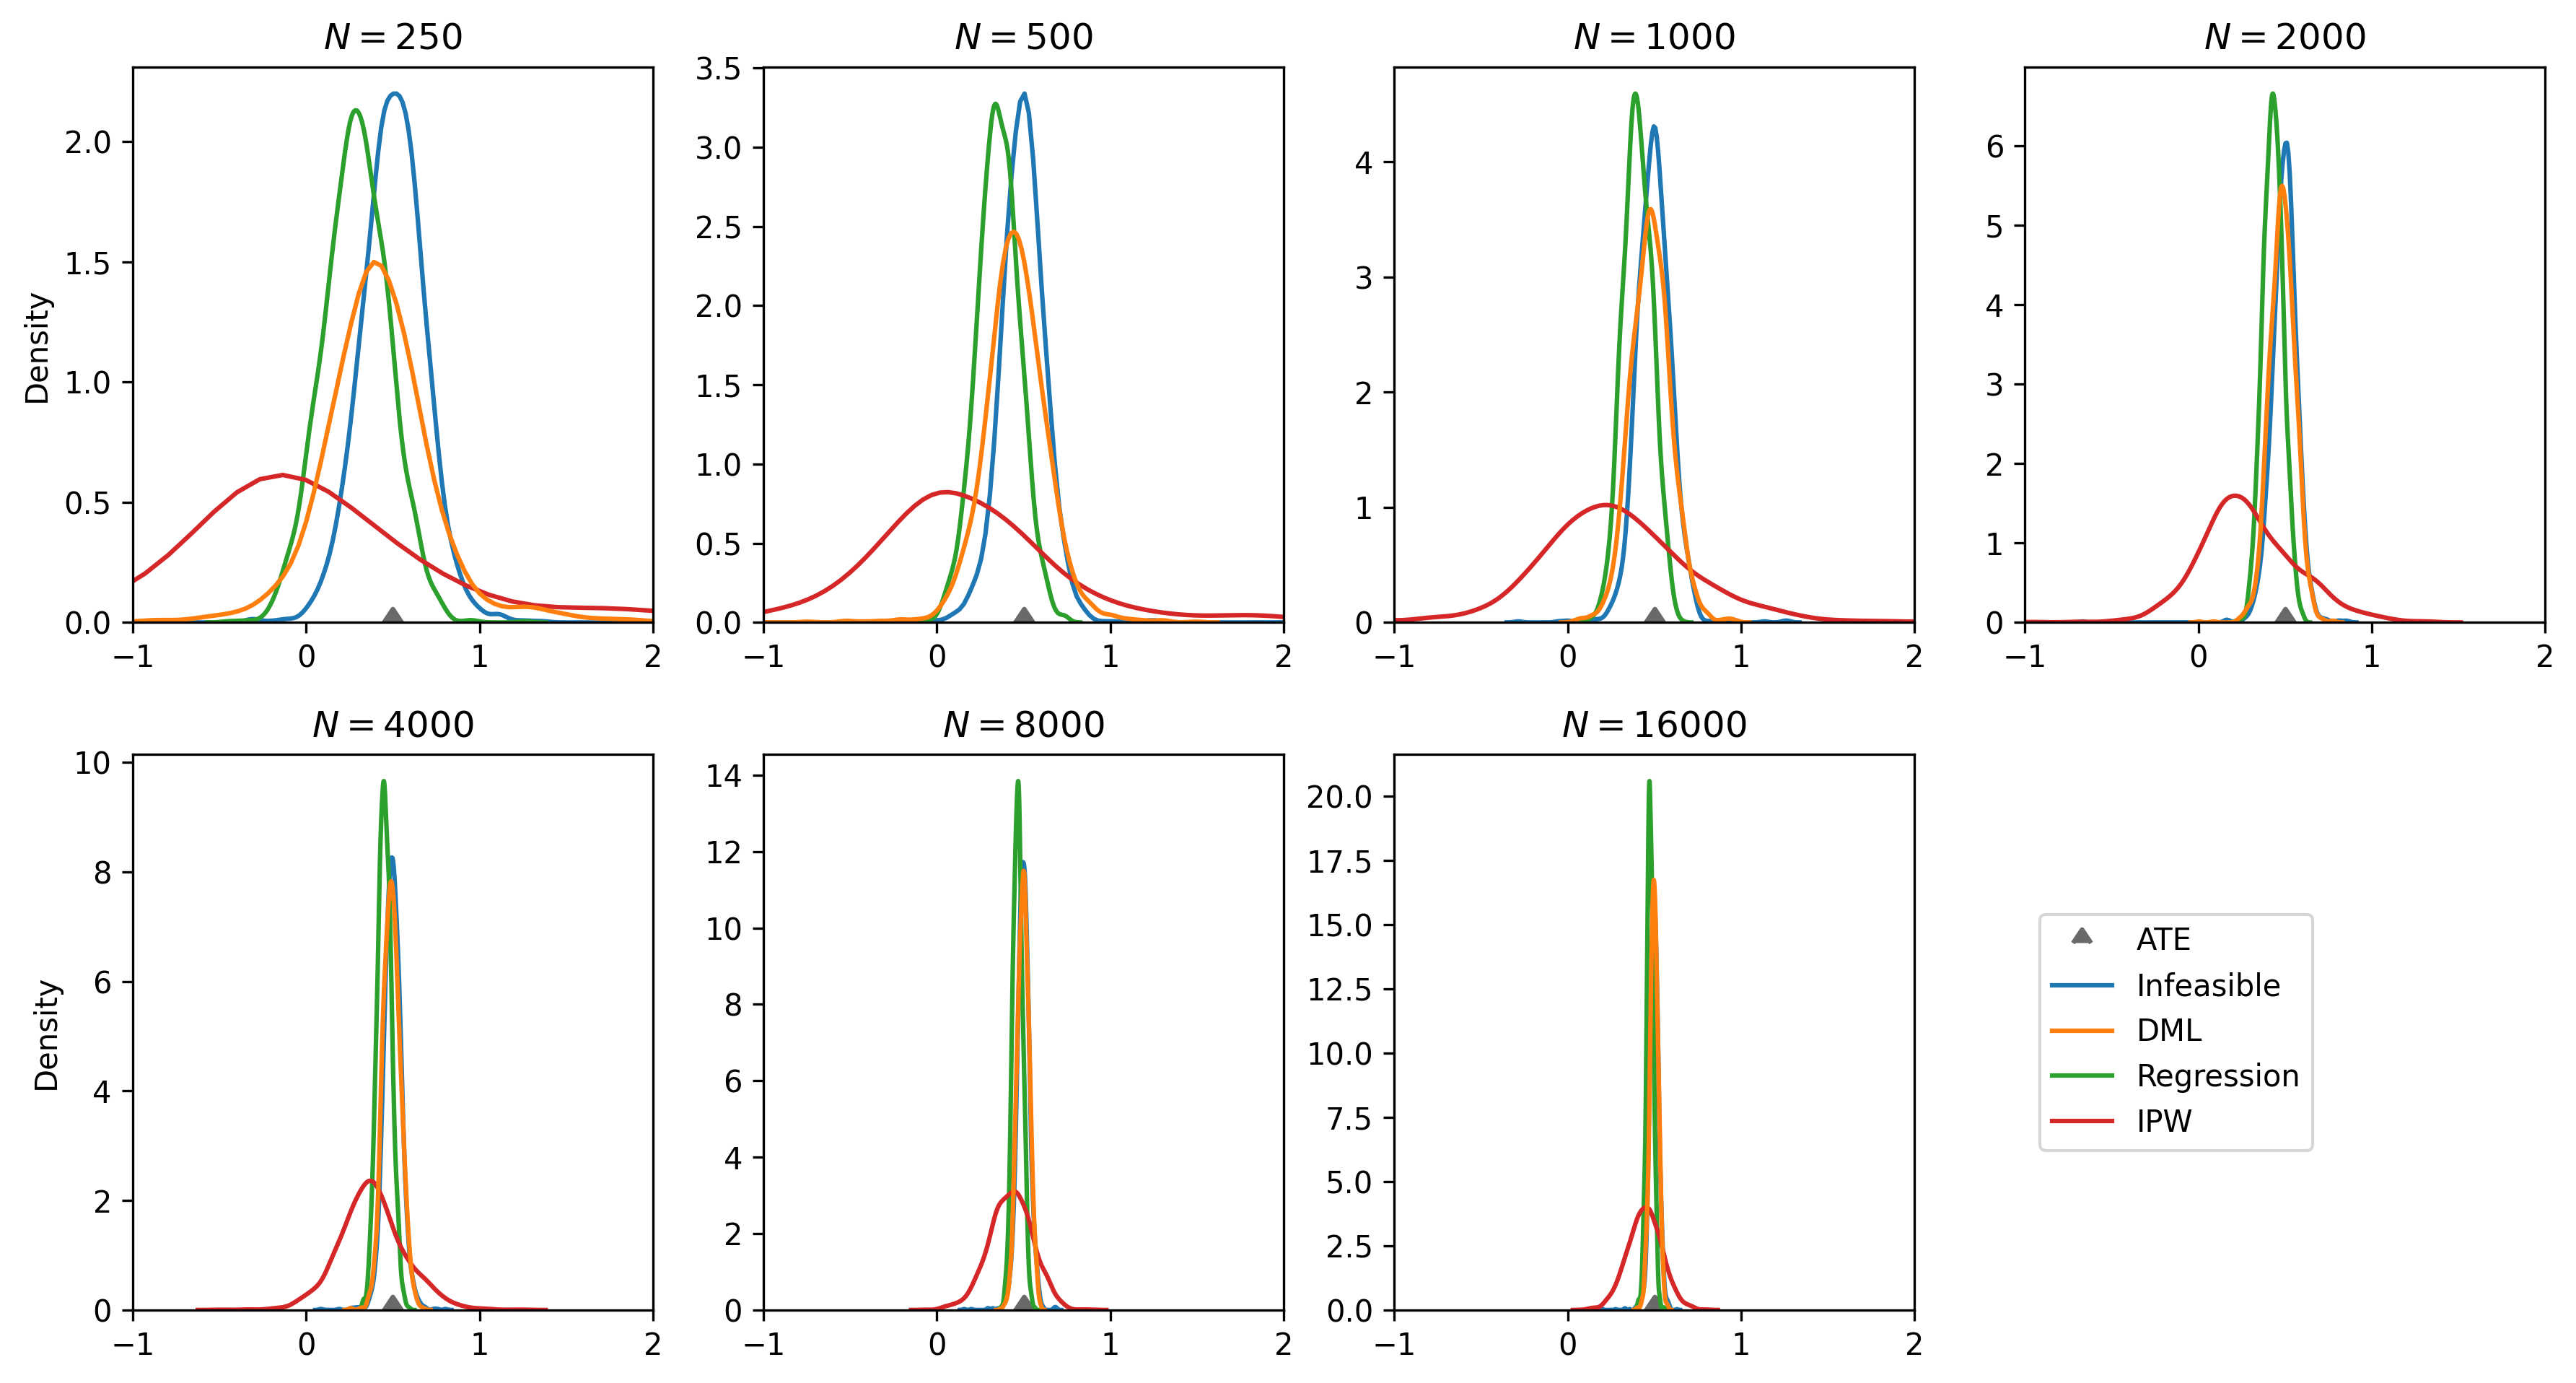 N = 250
N = 500
N = 1000
N = 2000
Density
2.0
1.5
1.0
0.5
0.0
−1 0 1 2
3.5
3.0
2.5
2.0
1.5
1.0
0.5
0.0
−1 0 1 2
4
3
2
1
0
−1 0 1 2
6
5
4
3
2
1
0
−1 0 1 2
N = 4000
N = 8000
N = 16000
Density
10
8
6
4
2
0
−1 0 1 2
14
12
10
8
6
4
2
0
−1 0 1 2
20.0
17.5
15.0
12.5
10.0
7.5
5.0
2.5
0.0
−1 0 1 2
ATE
Infeasible
DML
Regression
IPW